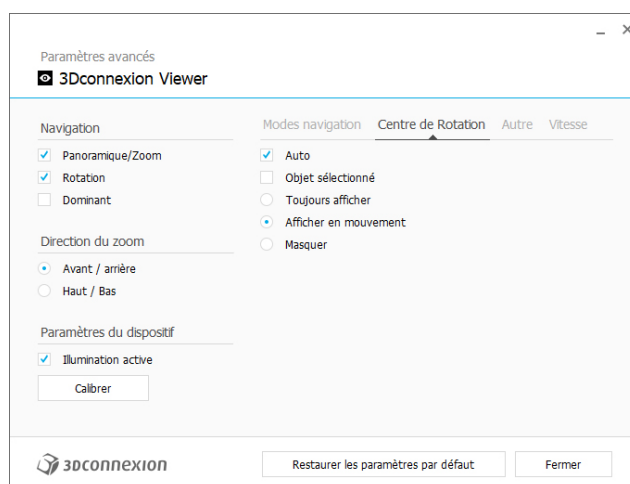 Paramètres avancés
3Dconnexion Viewer
Navigation
Panoramique/Zoom
Rotation
Dominant
Direction du zoom
Avant / arrière
Haut / Bas
Paramètres du dispositif
Illumination active
Calibrer
Modes navigation Centre de Rotation Autre Vitesse
Auto
Objet sélectionné
Toujours afficher
Afficher en mouvement
Masquer
3Dconnexion
Restaurer les paramètres par défaut Fermer